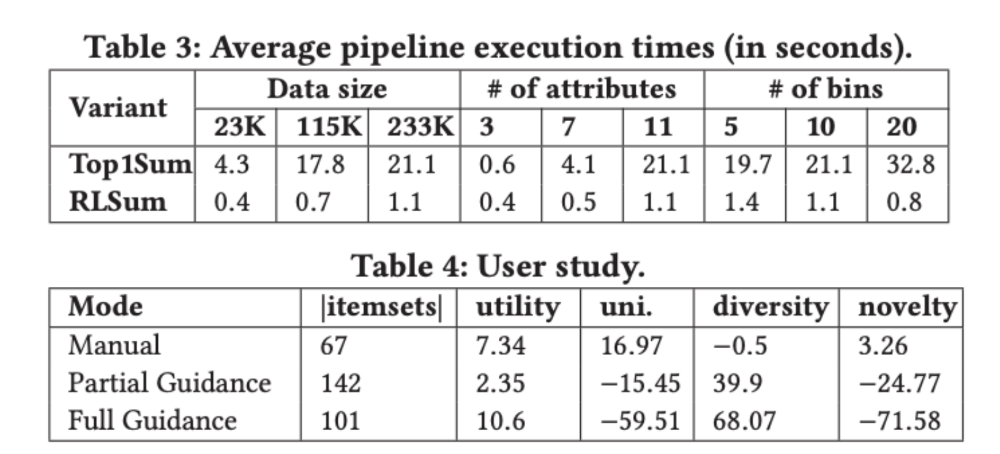 Table 3: Average pipeline execution times (in seconds).
Variant Data size # of attributes # of bins
23K 115K 233K 3 7 11 5 10 20
Top1Sum 4.3 17.8 21.1 0.6 4.1 21.1 19.7 21.1 32.8
RLSum 0.4 0.7 1.1 0.4 0.5 1.1 1.4 1.1 0.8
Table 4: User study.
Mode |itemsets| utility uni. diversity novelty
Manual 67 7.34 16.97 −0.5 3.26
Partial Guidance 142 2.35 −15.45 39.9 −24.77
Full Guidance 101 10.6 −59.51 68.07 −71.58